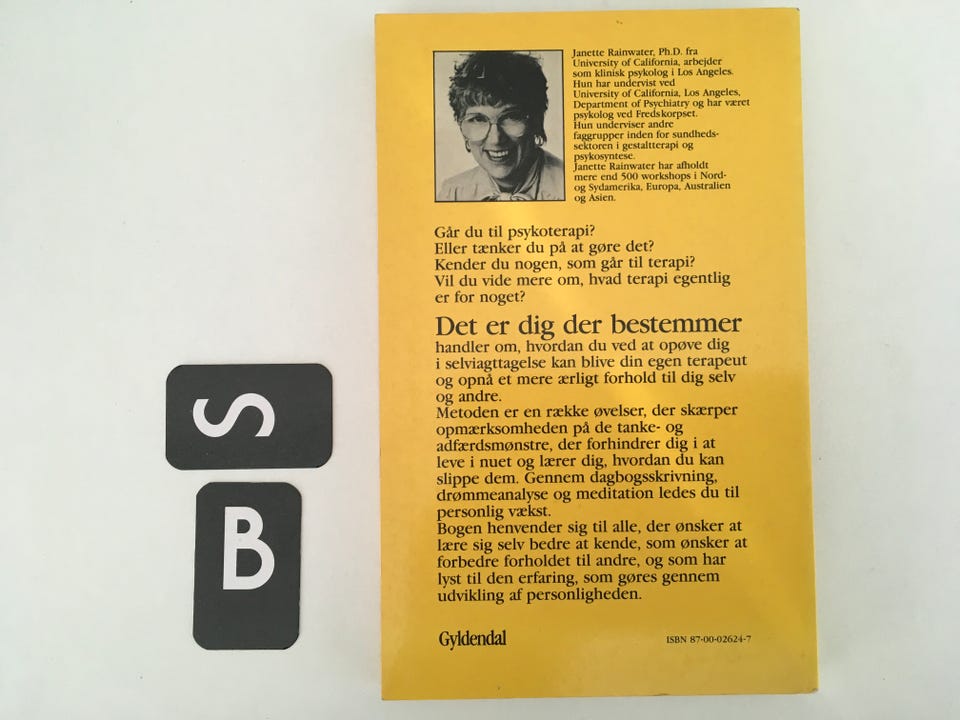 Janette Rainwater, Ph.D. fra
University of California, arbejder
som klinisk psykolog i Los Angeles.
Hun har undervist ved
University of California, Los Angeles,
Department of Psychiatry og har været
psykolog ved Fredskorpset.
Hun underviser andre
faggrupper inden for sundheds-
sektoren i gestaltterapi og
psykosyntese.
Janette Rainwater har afholdt
mere end 500 workshops i Nord-
og Sydamerika, Europa, Australien
og Asien.
Går du til psykoterapi?
Eller tænker du på at gøre det?
Kender du nogen, som går til terapi?
Vil du vide mere om, hvad terapi egentlig
er for noget?
Det er dig der bestemmer
handler om, hvordan du ved at opøve dig
i selviagttagelse kan blive din egen terapeut
og opnå et mere ærligt forhold til dig selv
og andre.
Metoden er en række øvelser, der skærper
opmærksomheden på de tanke- og
adfærdsmønstre, der forhindrer dig i at
leve i nuet og lærer dig, hvordan du kan
slippe dem. Gennem dagbogsskrivning,
drømmeanalyse og meditation ledes du til
personlig vækst.
Bogen henvender sig til alle, der ønsker at
lære sig selv bedre at kende, som ønsker at
forbedre forholdet til andre, og som har
lyst til den erfaring, som gøres gennem
udvikling af personligheden.
Gyldendal
ISBN 87-00-02624-7
S
B